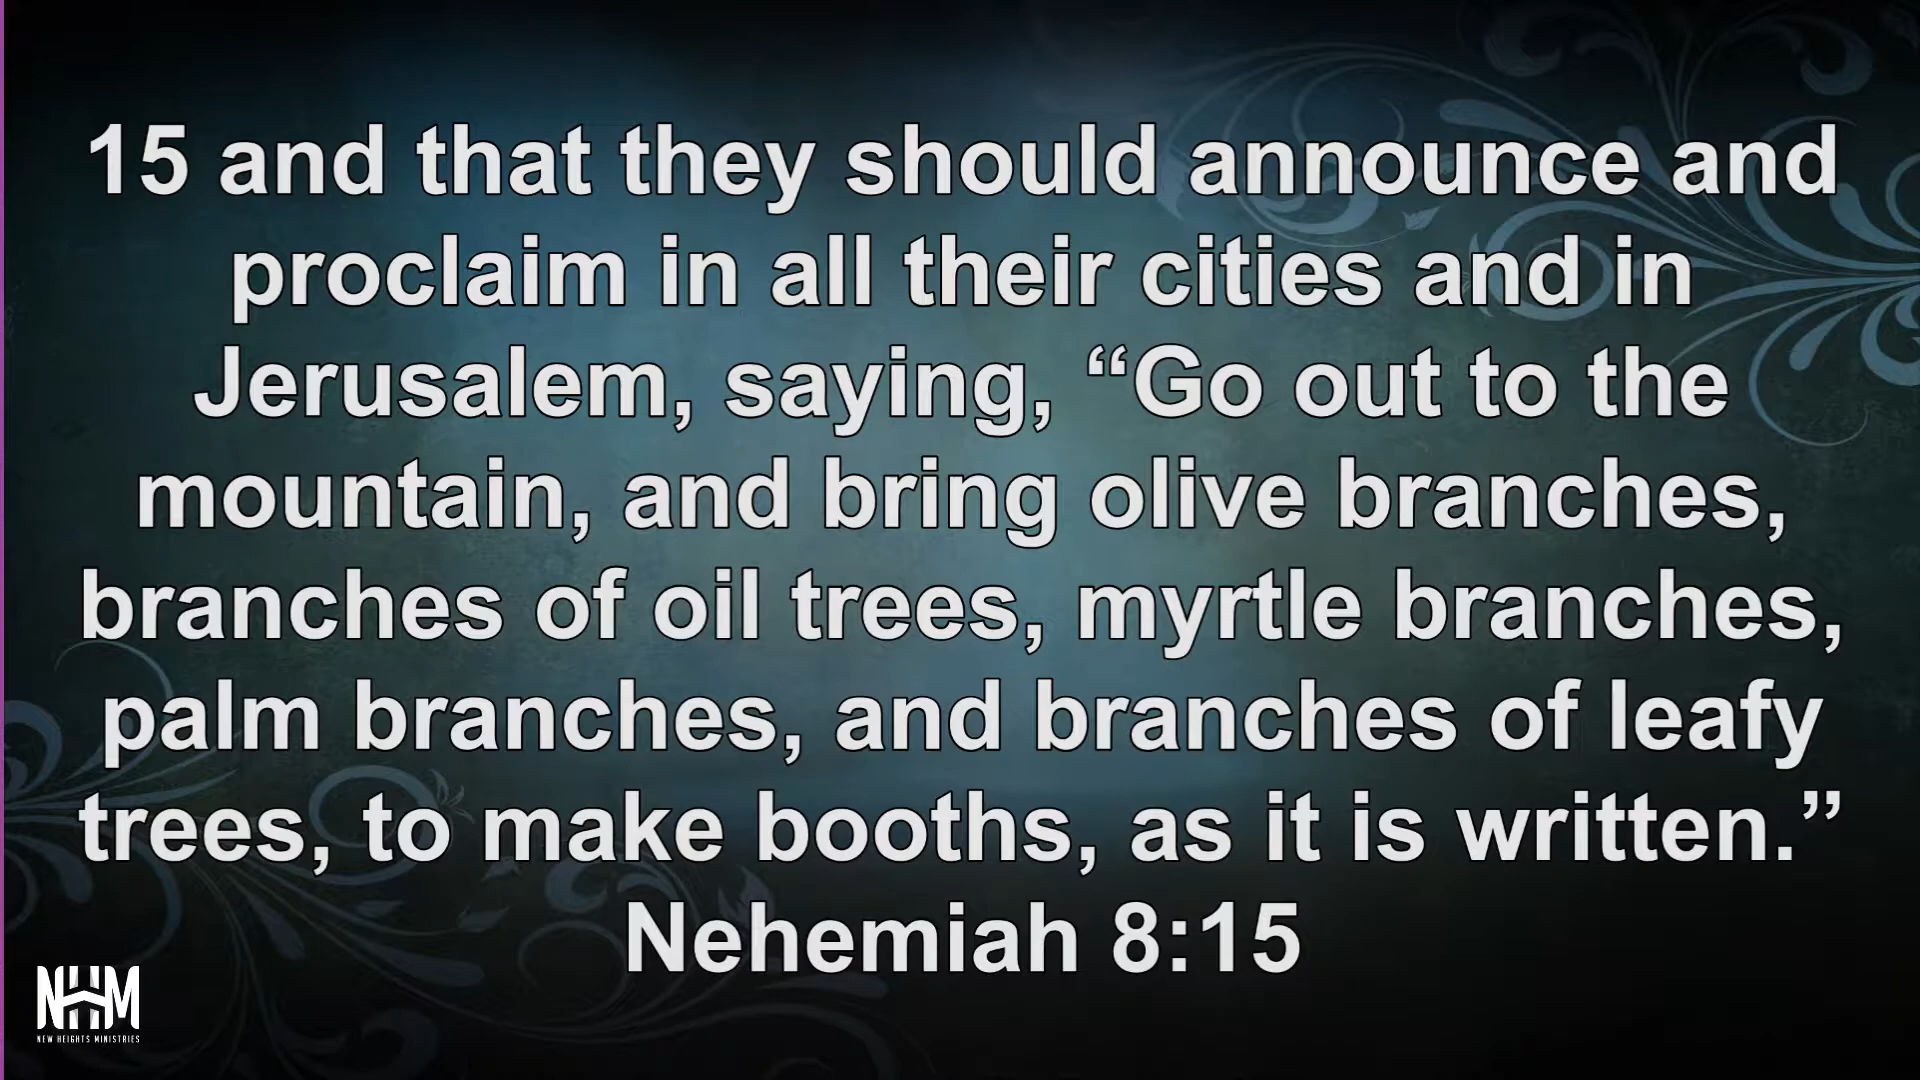 15 and that they should announce and
proclaim in all their cities and in
Jerusalem, saying, “Go out to the
mountain, and bring olive branches,
branches of oil trees, myrtle branches,
palm branches, and branches of leafy
trees, to make booths, as it is written.”
Nehemiah 8:15
NHM
NEW HEIGHTS MINISTRIES